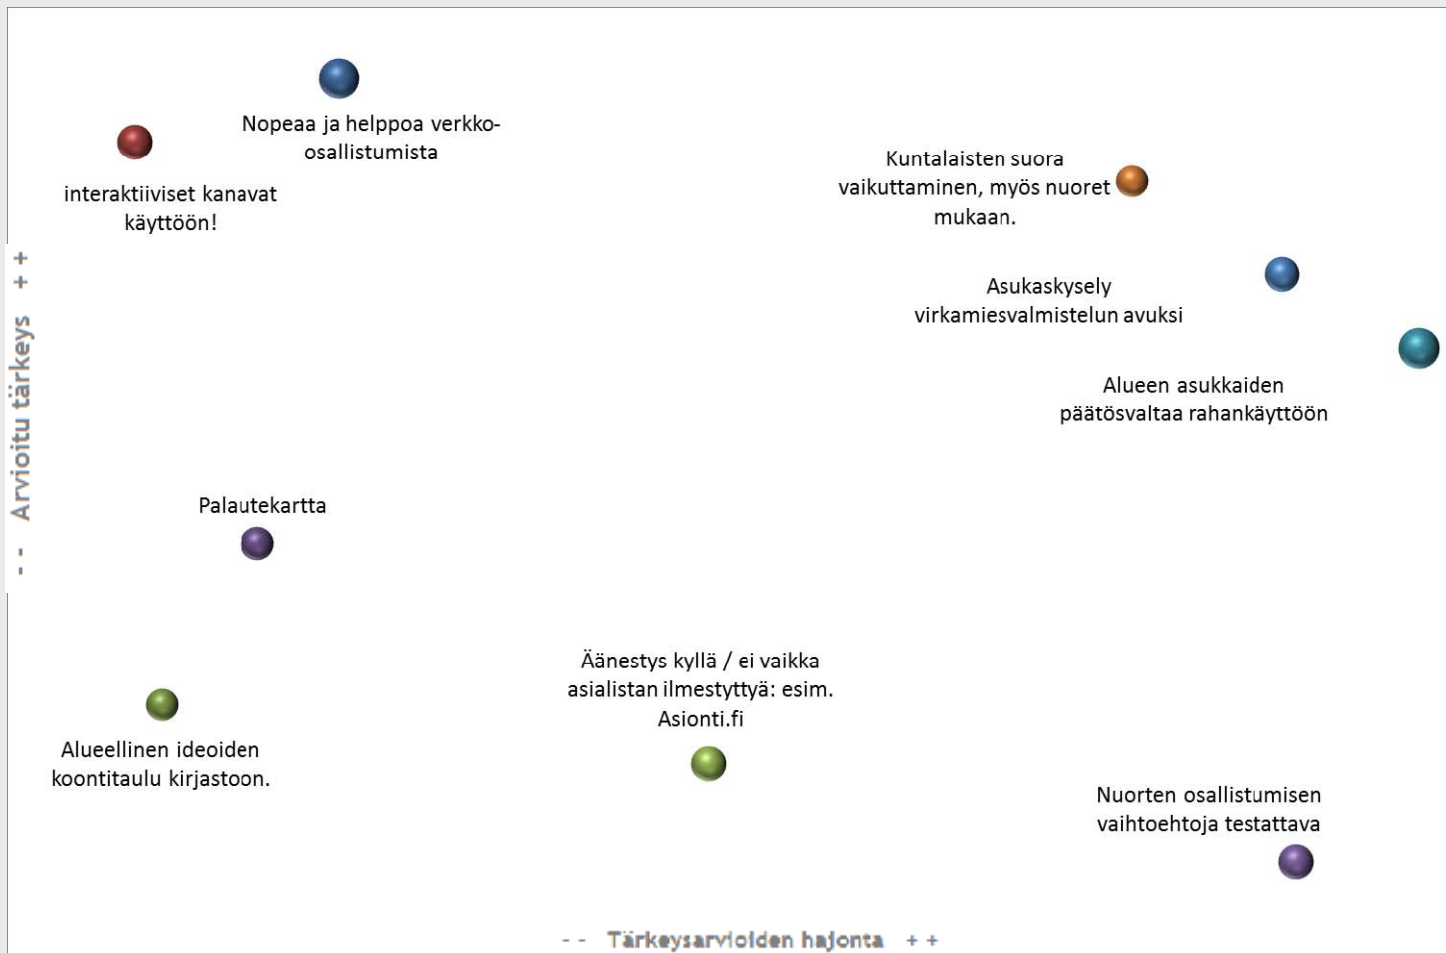 Nopeaa ja helppoa verkko-
osallistumista
interaktiiviset kanavat
käyttöön!
Kuntalaisten suora
vaikuttaminen, myös nuoret
mukaan.
Asukaskysely
virkamiesvalmistelun avuksi
Alueen asukkaiden
päätösvaltaa rahankäyttöön
- - Arvioitu tärkeys + +
Palautekartta
Äänestys kyllä / ei vaikka
asialistan ilmestyttyä: esim.
Asionti.fi
Alueellinen ideoiden
koontitaulu kirjastoon.
Nuorten osallistumisen
vaihtoehtoja testattava
- - Tärkeysarvioiden hajonta + +